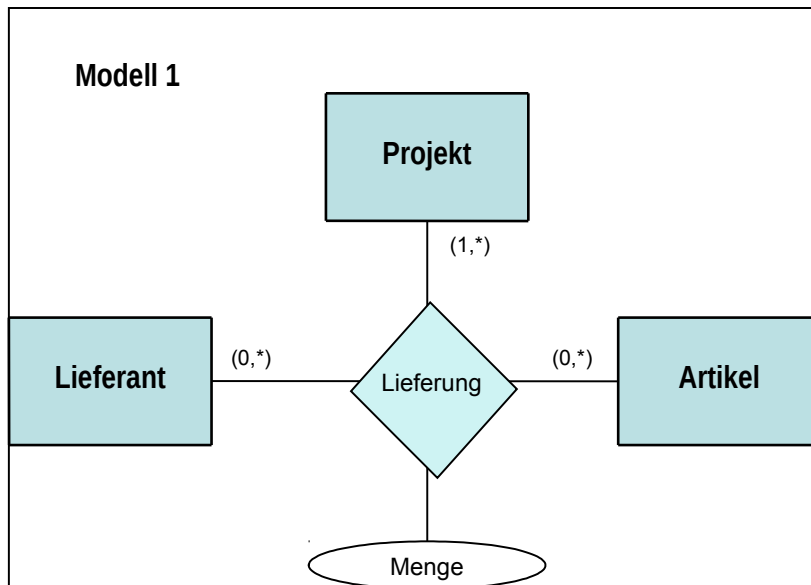 Modell 1
Projekt
(1,*)
Lieferant
(0,*)
Lieferung
(0,*)
Artikel
Menge